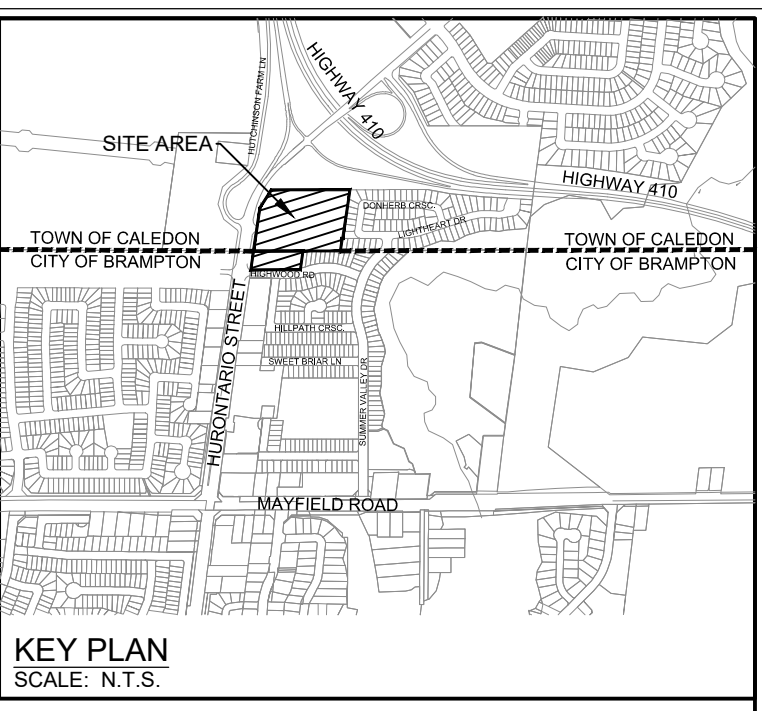 HUTCHINSON FARM LN
HIGHWAY 410
SITE AREA
HIGHWAY 410
DONHERB CRSC.
LIGHTHEART DR
TOWN OF CALEDON
TOWN OF CALEDON
CITY OF BRAMPTON
CITY OF BRAMPTON
HIGHWOOD RD
HURONTARIO STREET
HILLPATH CRSC.
SWEET BRIAR LN
SUMMER VALLEY DR
MAYFIELD ROAD
KEY PLAN
SCALE: N.T.S.